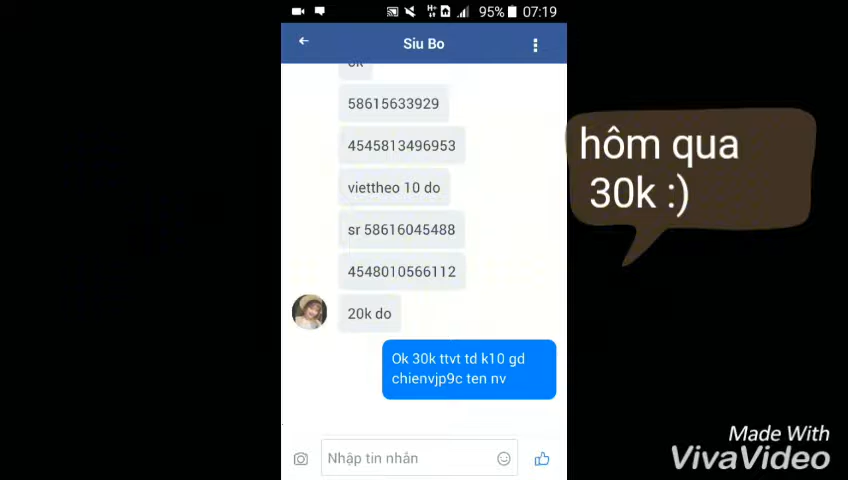 95% 07:19
Siu Bo
58615633929
4545813496953
viettheo 10 do
sr 58616045488
4548010566112
20k do
Ok 30k ttvt td k10 gd
chienvjp9c ten nv
Nhập tin nhắn
hôm qua
30k :)
Made With
VivaVideo